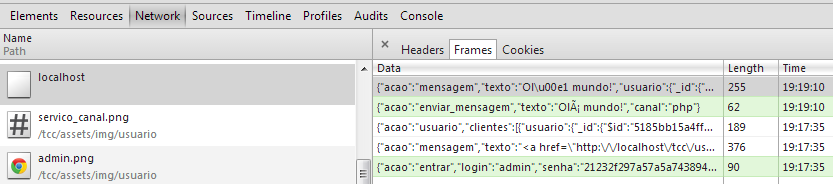 Elements Resources Network Sources Timeline Profiles Audits Console
Name
Path
× Headers Frames Cookies
Data Length Time
localhost
{"acao":"mensagem","texto":"Ol\u00e1 mundo!","usuario":{"_id":{"... 255 19:19:10
{"acao":"enviar_mensagem","texto":"OlÃ¡ mundo!","canal":"php"} 62 19:19:10
servico_canal.png
/tcc/assets/img/usuario
{"acao":"usuario","clientes":[{"usuario":{"_id":{"$id":"5185bb15a4ff... 189 19:17:35
{"acao":"mensagem","texto":"<a href=\"http:\/\/localhost\/tcc\/us... 376 19:17:35
admin.png
/tcc/assets/img/usuario
{"acao":"entrar","login":"admin","senha":"21232f297a57a5a743894... 90 19:17:35